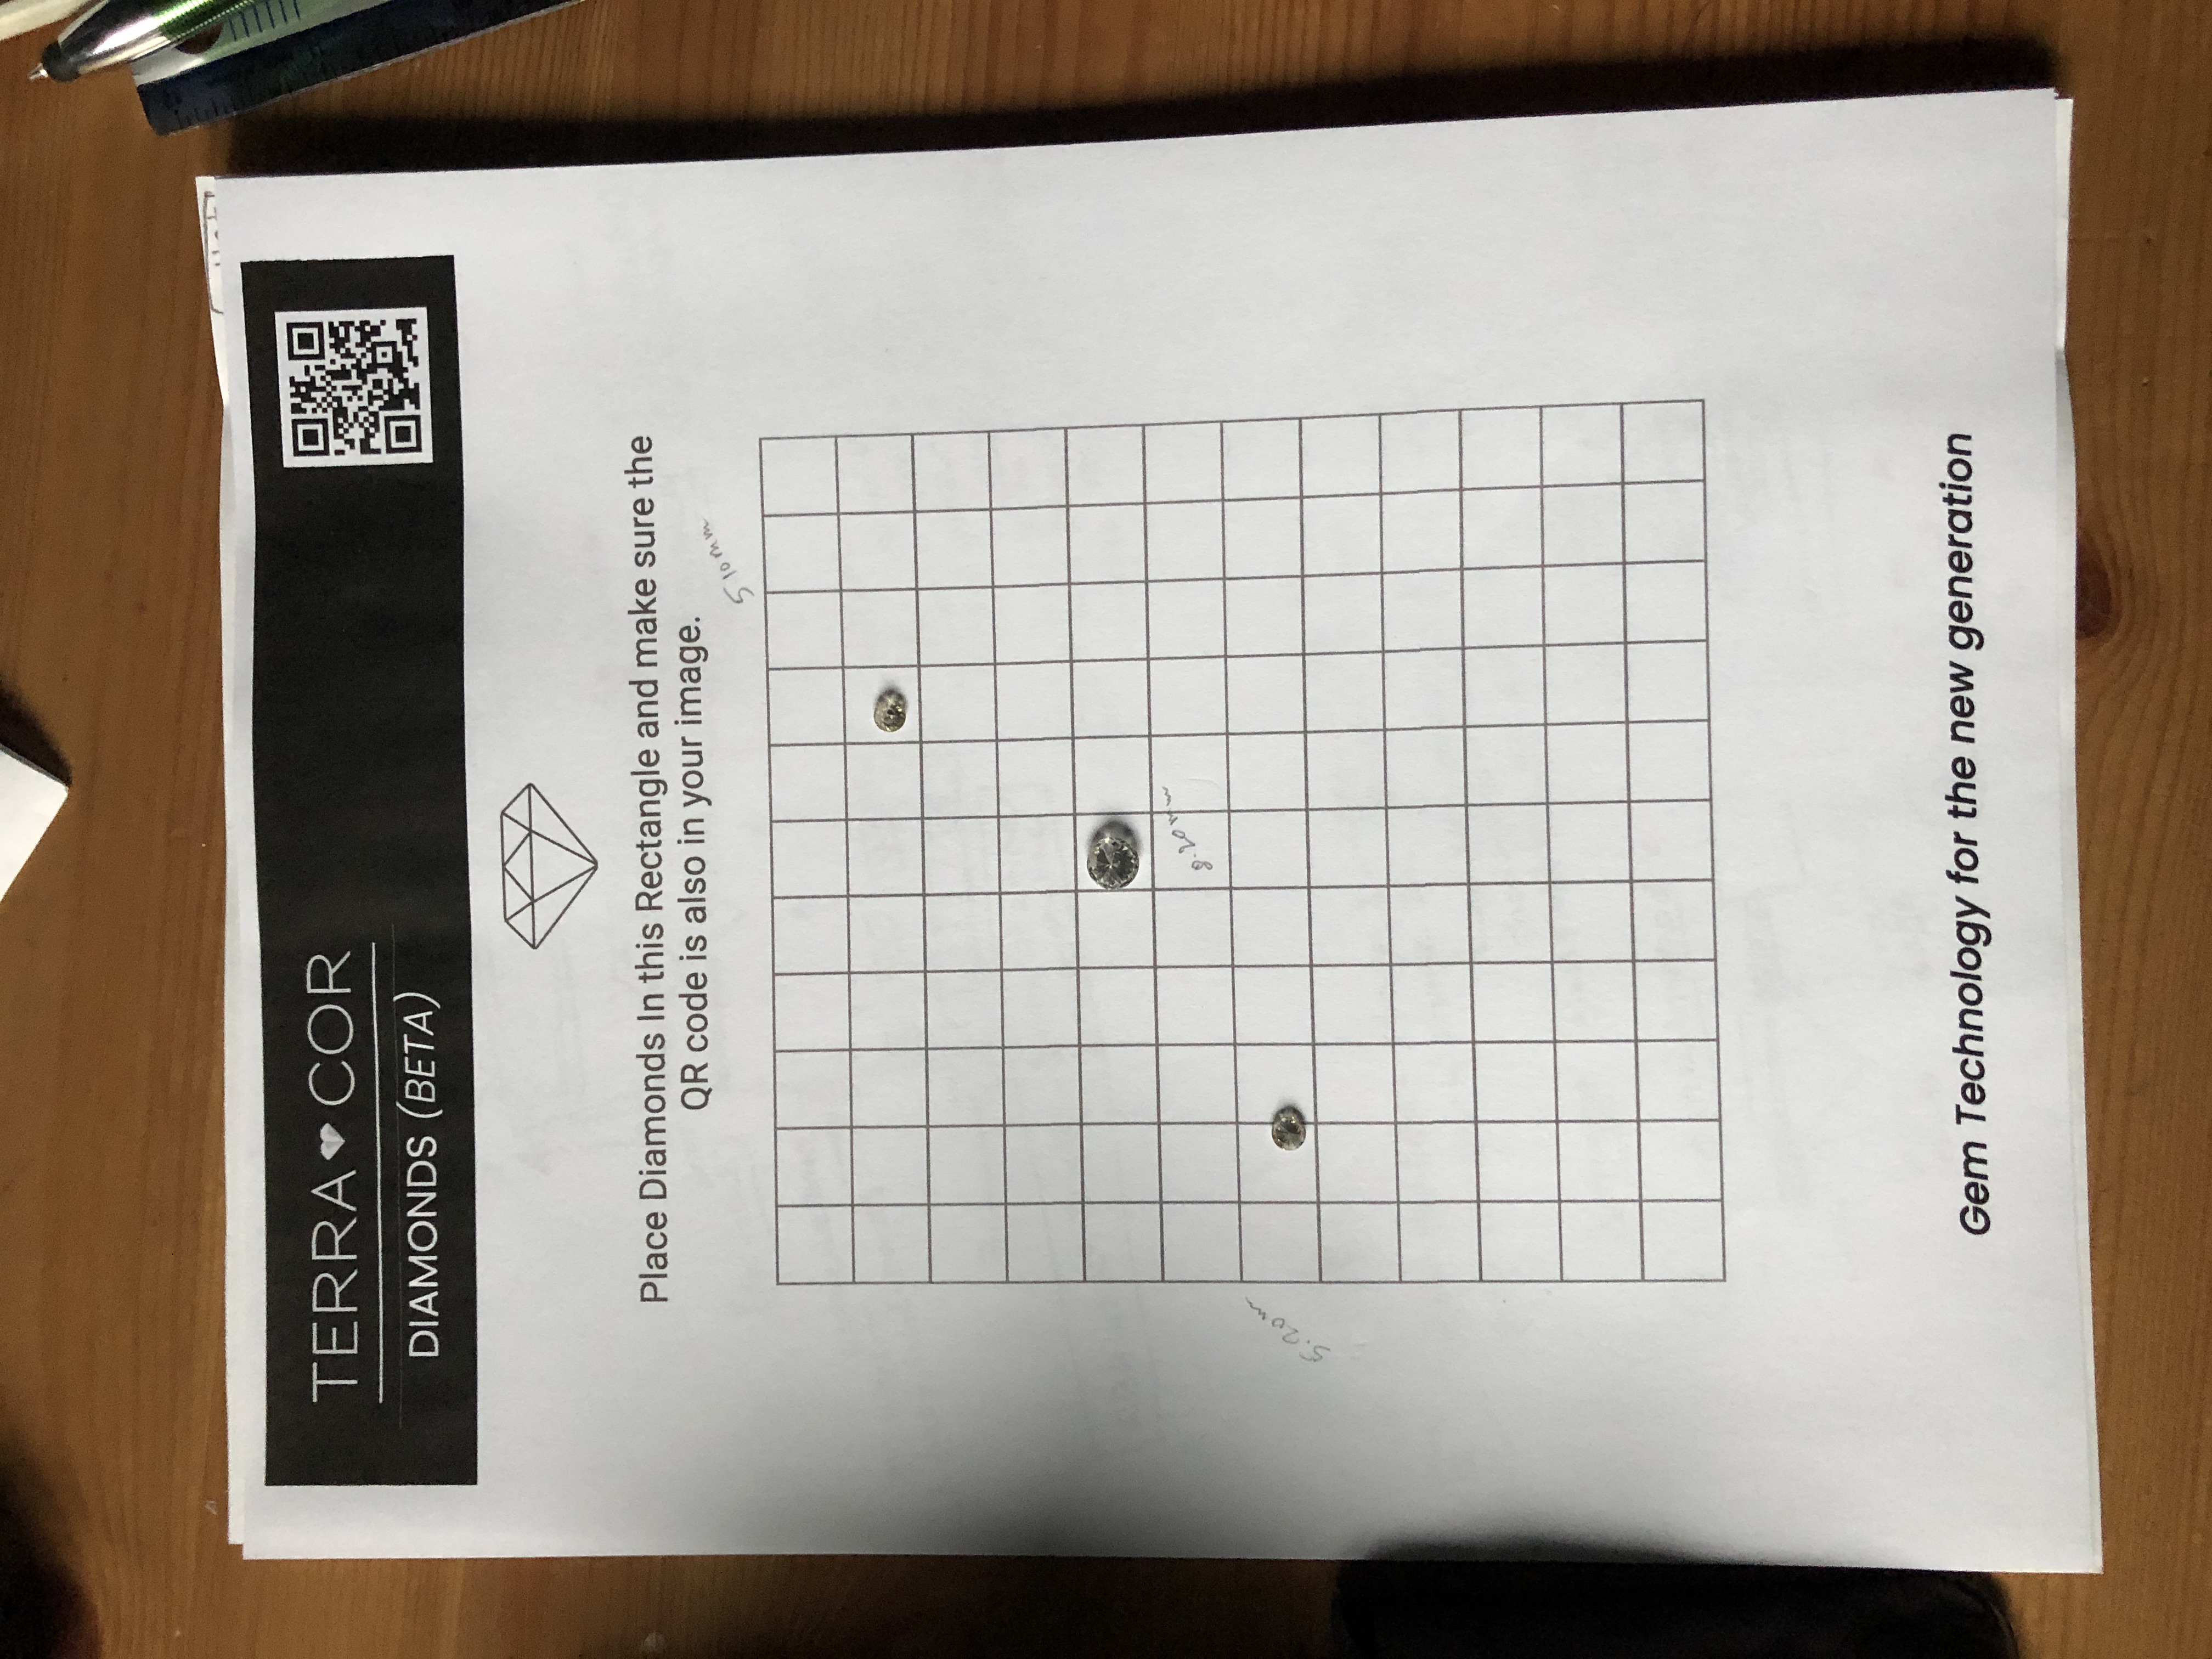 TERRA COR
DIAMONDS (BETA)
Place Diamonds In this Rectangle and make sure the
QR code is also in your image.
5 10mm
8.20mm
5.20m
Gem Technology for the new generation